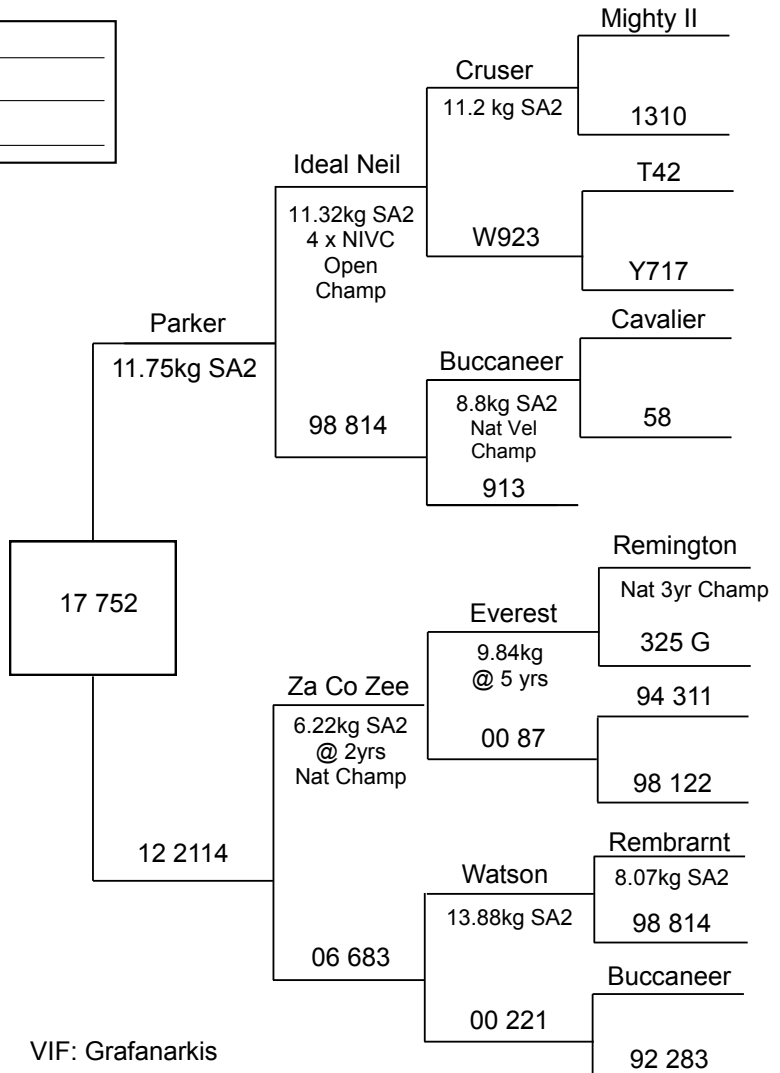 Mighty II
Cruser
11.2 kg SA2
1310
Ideal Neil
T42
11.32kg SA2
4 x NIVC
Open
Champ
W923
Y717
Parker
Cavalier
11.75kg SA2
Buccaneer
8.8kg SA2
Nat Vel
Champ
98 814
58
913
Remington
Nat 3yr Champ
17 752
Everest
325 G
9.84kg
@ 5 yrs
Za Co Zee
94 311
6.22kg SA2
@ 2yrs
Nat Champ
00 87
98 122
12 2114
Rembrarnt
Watson
8.07kg SA2
13.88kg SA2
98 814
06 683
Buccaneer
00 221
VIF: Grafanarkis
92 283